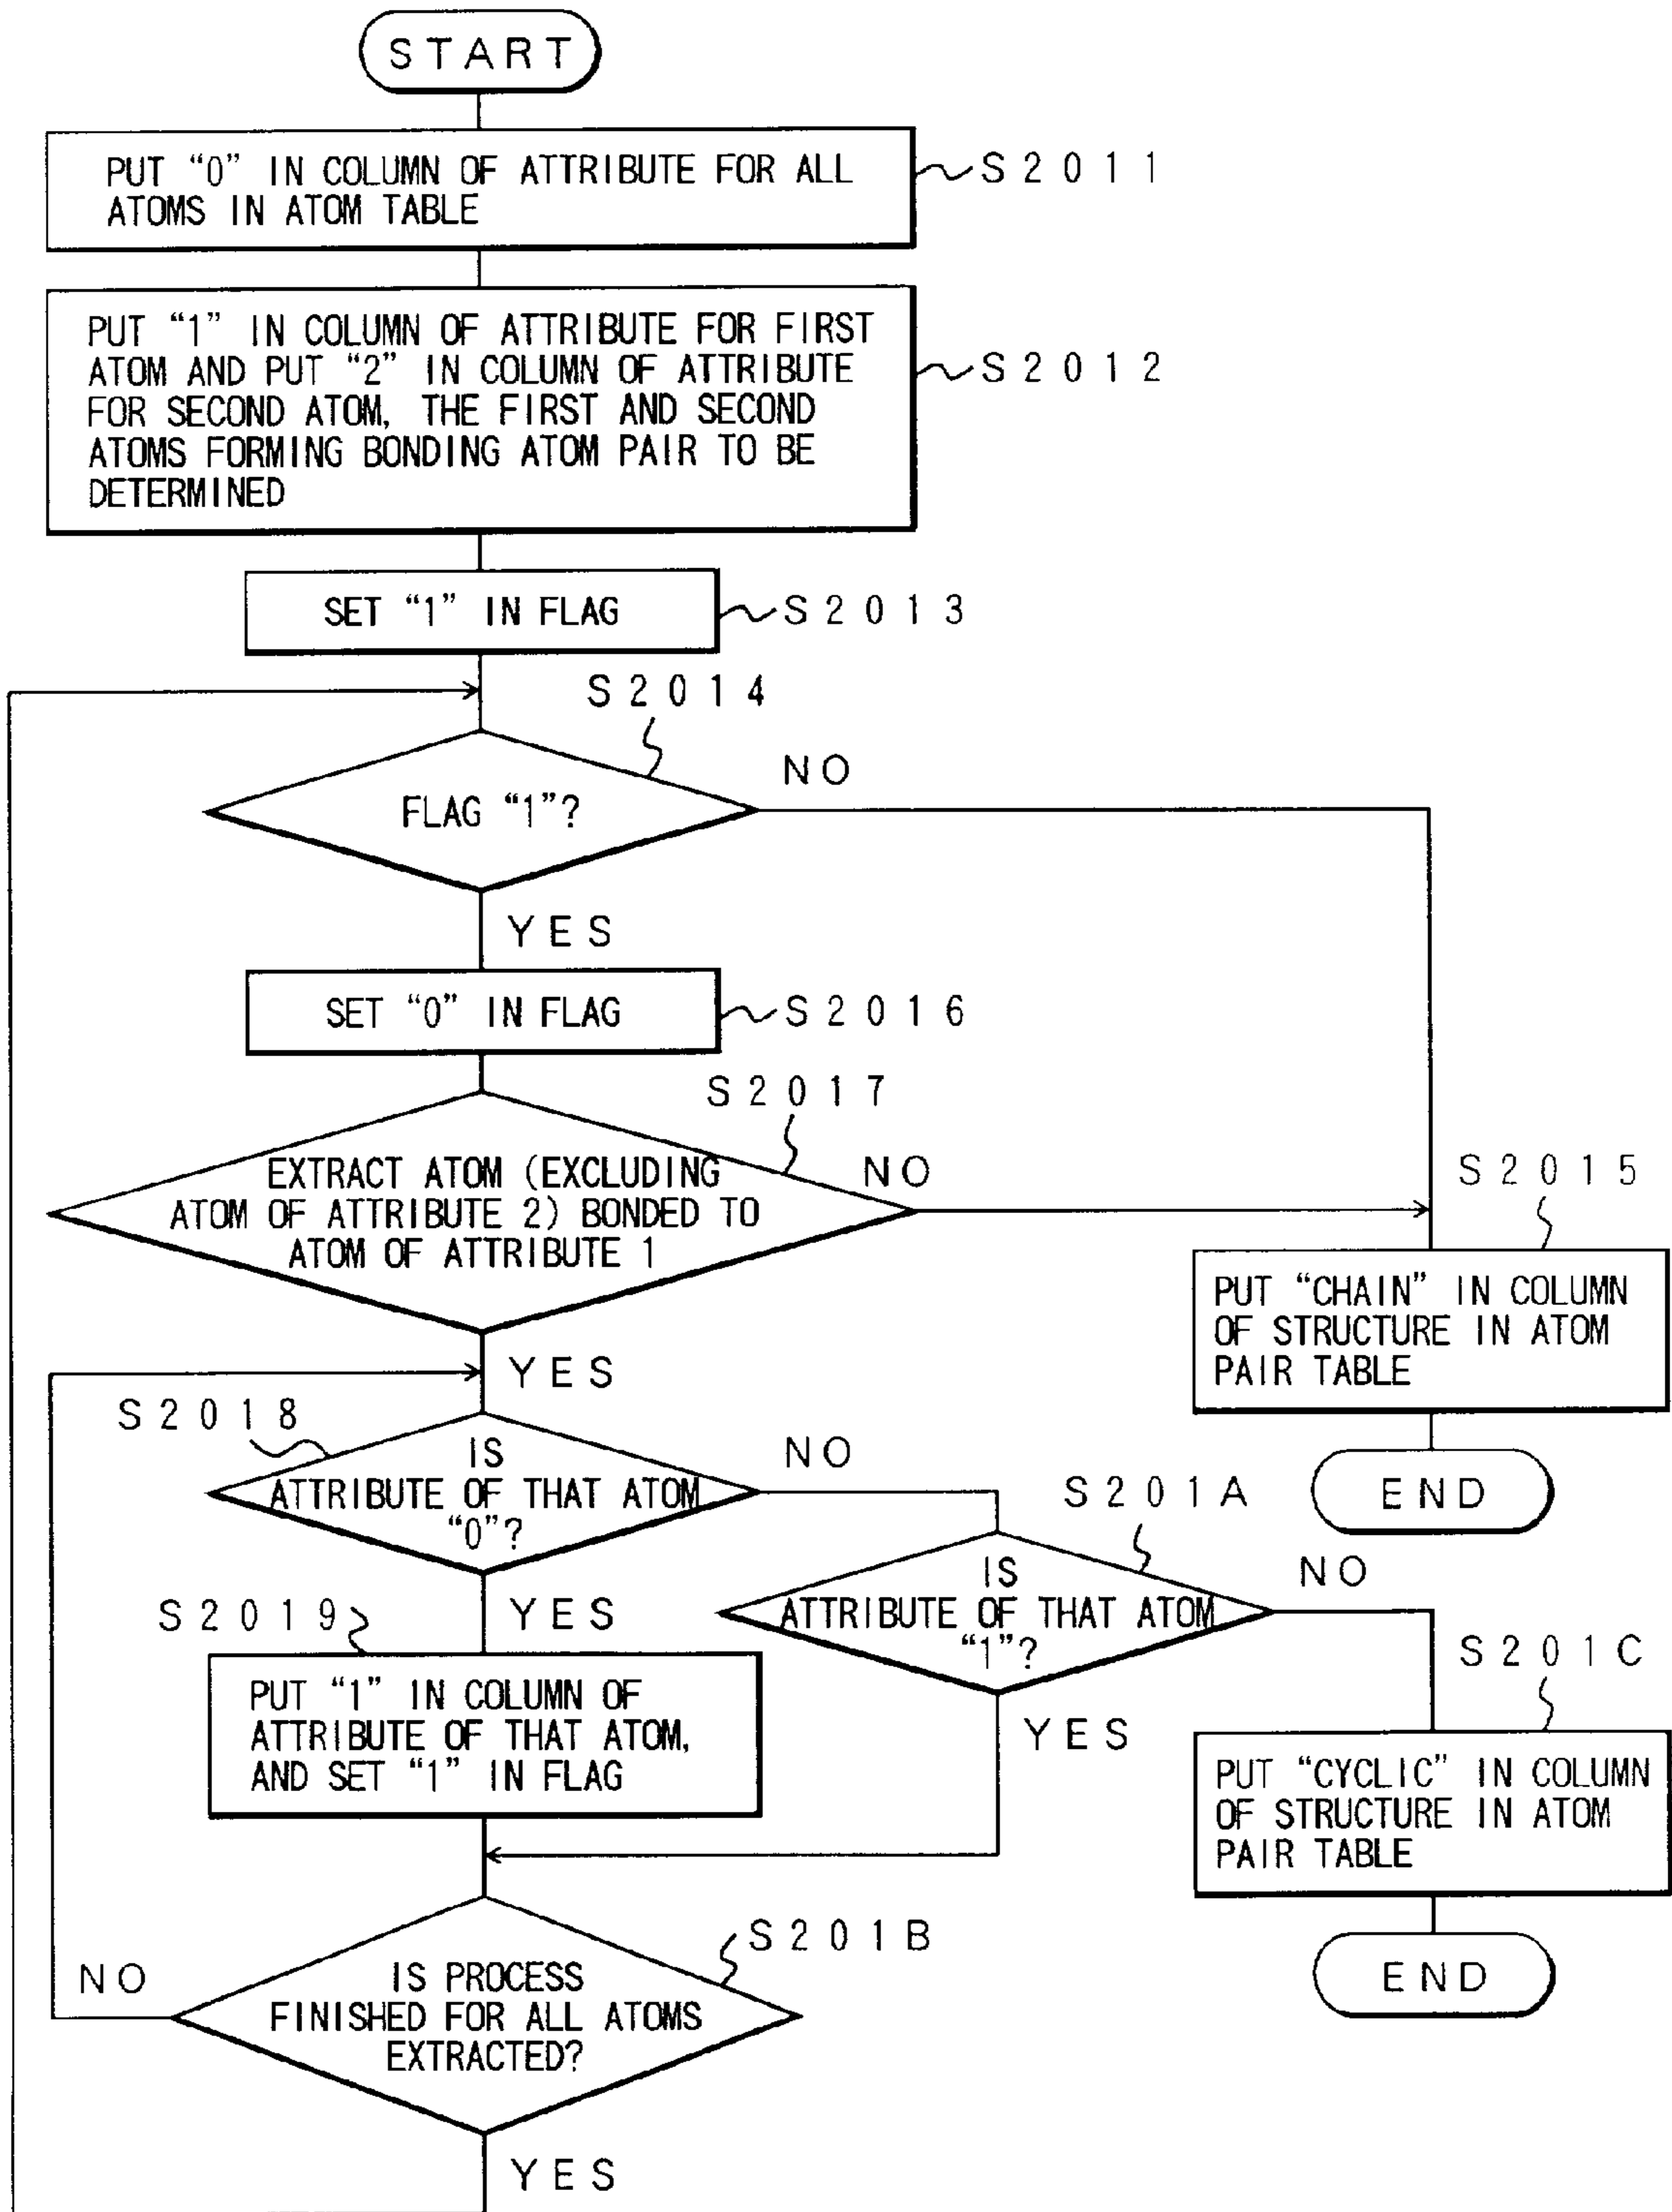 START
PUT “0” IN COLUMN OF ATTRIBUTE FOR ALL
ATOMS IN ATOM TABLE
S2011
PUT “1” IN COLUMN OF ATTRIBUTE FOR FIRST
ATOM AND PUT “2” IN COLUMN OF ATTRIBUTE
FOR SECOND ATOM, THE FIRST AND SECOND
ATOMS FORMING BONDING ATOM PAIR TO BE
DETERMINED
S2012
SET “1” IN FLAG
S2013
S2014
FLAG “1”?
NO
YES
SET “0” IN FLAG
S2016
S2017
EXTRACT ATOM (EXCLUDING
ATOM OF ATTRIBUTE 2) BONDED TO
ATOM OF ATTRIBUTE 1
NO
YES
S2015
PUT “CHAIN” IN COLUMN
OF STRUCTURE IN ATOM
PAIR TABLE
END
S2018
IS
ATTRIBUTE OF THAT ATOM
“0”?
NO
YES
S201A
IS
ATTRIBUTE OF THAT ATOM
“1”?
NO
YES
S2019
PUT “1” IN COLUMN OF
ATTRIBUTE OF THAT ATOM,
AND SET “1” IN FLAG
S201C
PUT “CYCLIC” IN COLUMN
OF STRUCTURE IN ATOM
PAIR TABLE
END
S201B
IS PROCESS
FINISHED FOR ALL ATOMS
EXTRACTED?
NO
YES